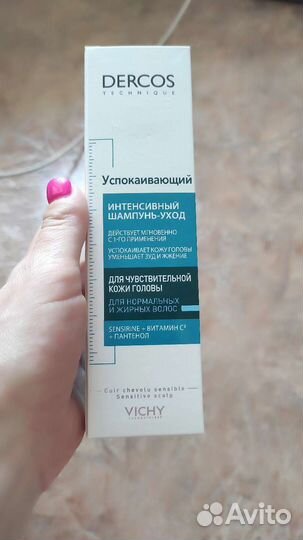 DERCOS
TECHNIQUE
Успокаивающий
ИНТЕНСИВНЫЙ
ШАМПУНЬ-УХОД
ДЕЙСТВУЕТ МГНОВЕННО
С 1-ГО ПРИМЕНЕНИЯ
УСПОКАИВАЕТ КОЖУ ГОЛОВЫ
УМЕНЬШАЕТ ЗУД И ЖЖЕНИЕ
ДЛЯ ЧУВСТВИТЕЛЬНОЙ
КОЖИ ГОЛОВЫ
ДЛЯ НОРМАЛЬНЫХ
И ЖИРНЫХ ВОЛОС
SENSIRINE + ВИТАМИН
+ ПАНТЕНОЛ
Cuir chevelu sensible
Sensitive scalp
VICHY
LABORATOIRES
Avito